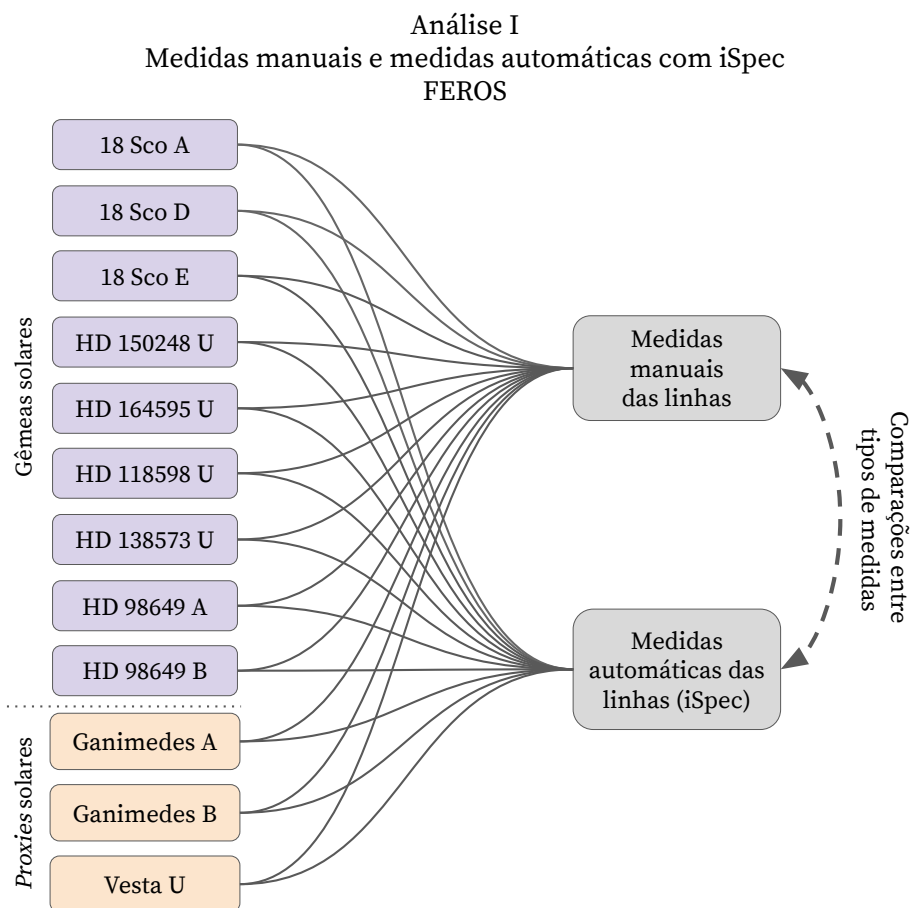 Análise I
Medidas manuais e medidas automáticas com iSpec
FEROS
Gêmeas solares
18 Sco A
18 Sco D
18 Sco E
HD 150248 U
HD 164595 U
HD 118598 U
HD 138573 U
HD 98649 A
HD 98649 B
Proxies solares
Ganimedes A
Ganimedes B
Vesta U
Medidas
manuais
das linhas
Medidas
automáticas das
linhas (iSpec)
Comparações entre
tipos de medidas